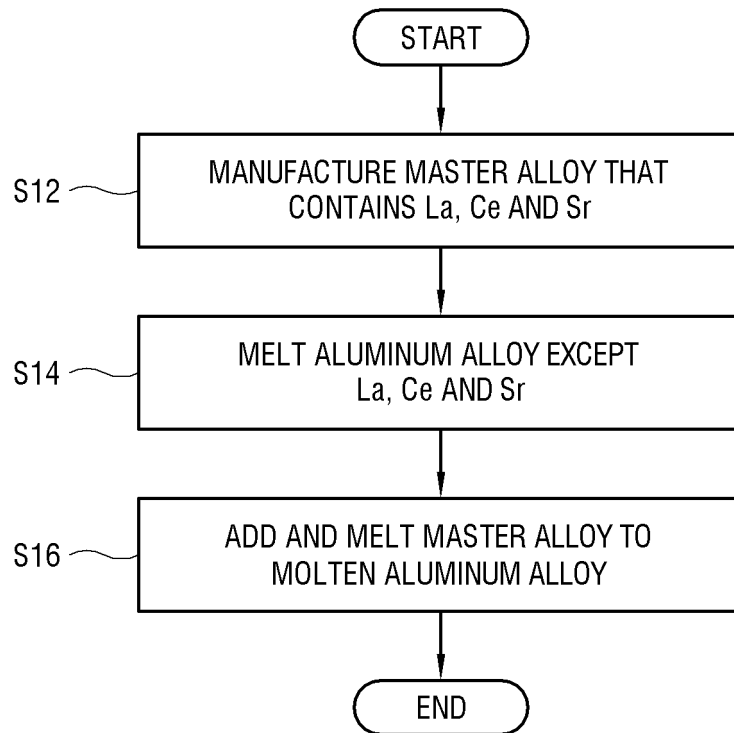 START
S12
MANUFACTURE MASTER ALLOY THAT
CONTAINS La, Ce AND Sr
S14
MELT ALUMINUM ALLOY EXCEPT
La, Ce AND Sr
S16
ADD AND MELT MASTER ALLOY TO
MOLTEN ALUMINUM ALLOY
END